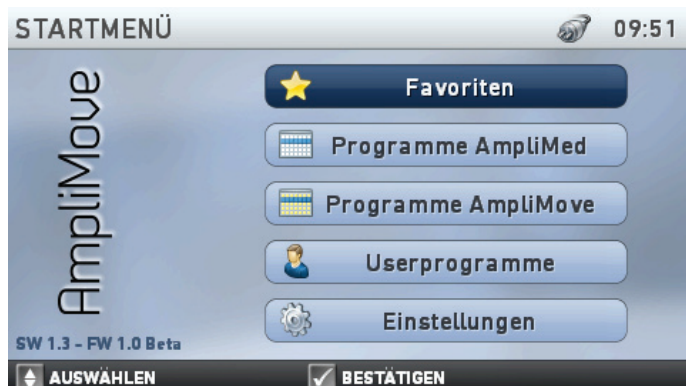 STARTMENÜ
09:51
AmpliMove
Favoriten
Programme AmpliMed
Programme AmpliMove
Userprogramme
Einstellungen
SW 1.3 - FW 1.0 Beta
AUSWÄHLEN
BESTÄTIGEN